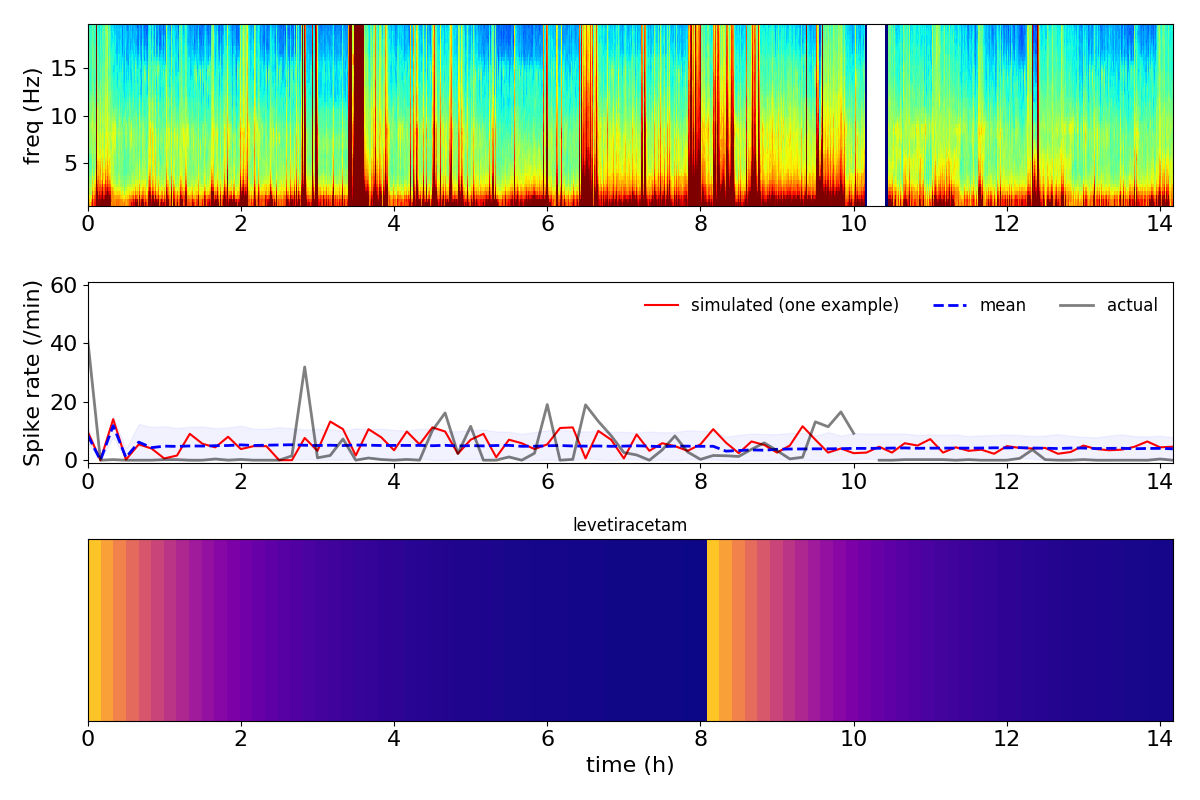 freq (Hz)
15
10
5
0 2 4 6 8 10 12 14
Spike rate (/min)
60
40
20
0
simulated (one example) mean actual
0 2 4 6 8 10 12 14
levetiracetam
0 2 4 6 8 10 12 14
time (h)